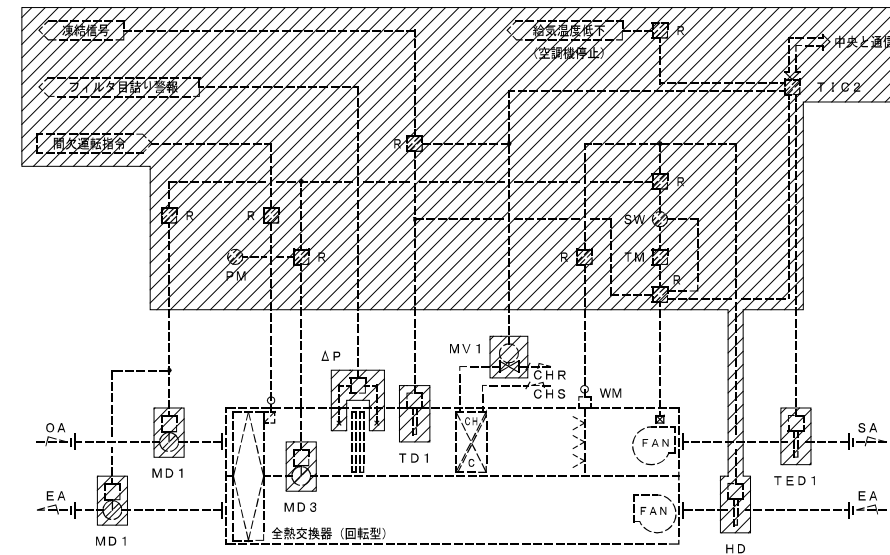 凍結信号
給気温度低下
R
中央と通信
(空調機停止)
フィルタ目詰り警報
TIC2
間欠運転指令
R
R
R
R
SW
PM
R
R
TM
R
ΔP
MV1
CHR
CHS
WM
OA
CH
FAN
SA
MD1
TD1
C
TED1
EA
MD3
FAN
EA
MD1
全熱交換器(回転型)
HD